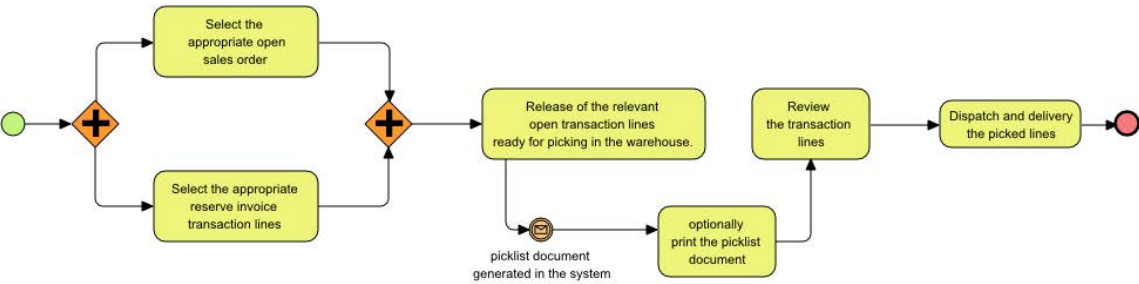 Select the
appropriate open
sales order
Select the appropriate
reserve invoice
transaction lines
Release of the relevant
open transaction lines
ready for picking in the warehouse.
picklist document
generated in the system
optionally
print the picklist
document
Review
the transaction
lines
Dispatch and delivery
the picked lines